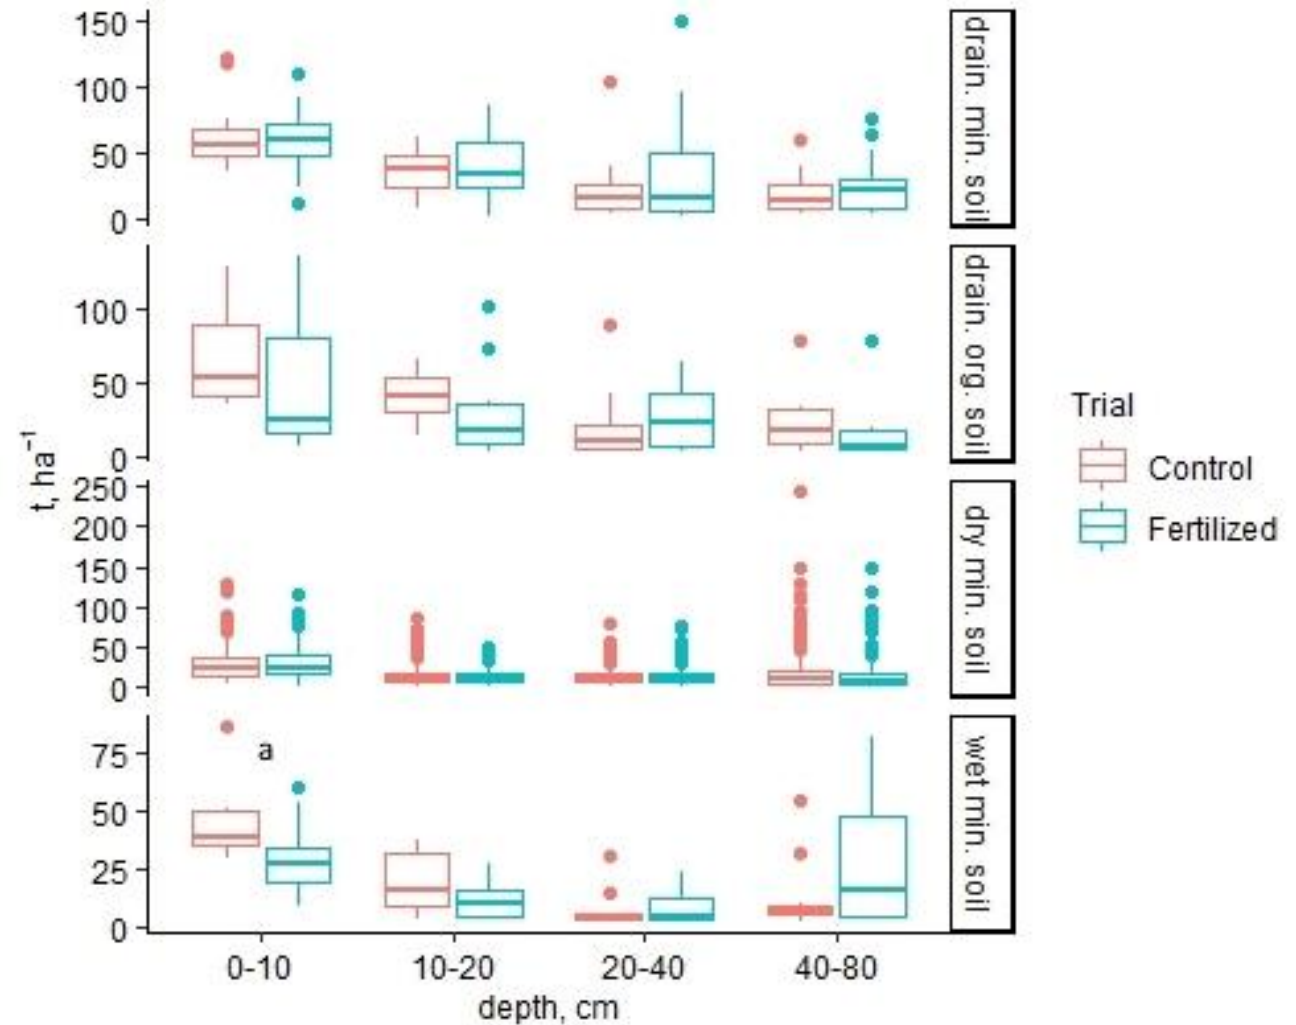 150
100
50
0
drain. min. soil
100
50
0
drain. org. soil
250
200
150
100
50
0
dry min. soil
75
50
25
0
a
wet min. soil
t, ha⁻¹
0-10
10-20
20-40
40-80
depth, cm
Trial
Control
Fertilized